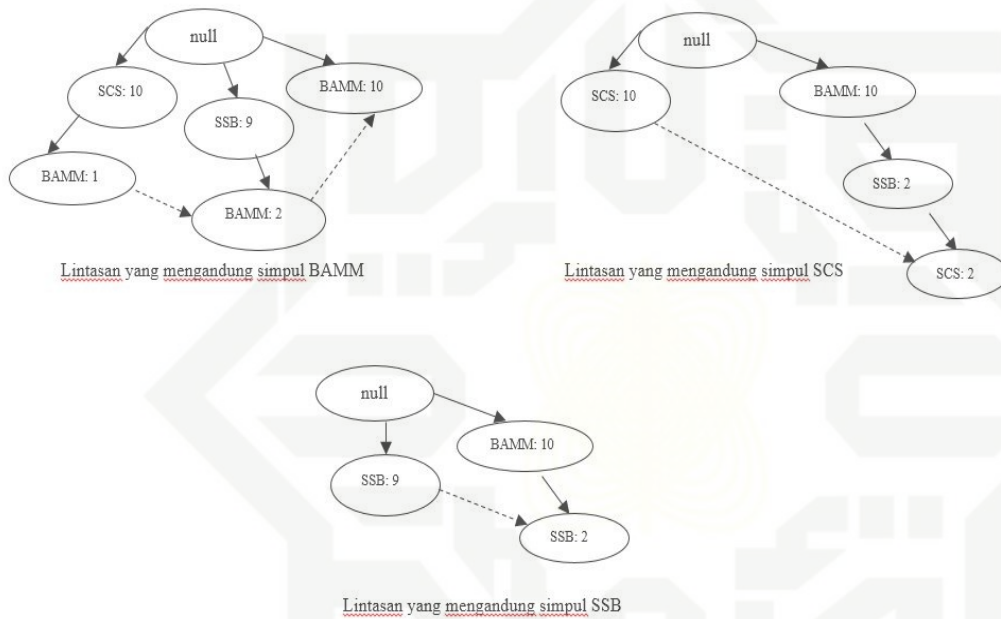 null
SCS: 10
BAMM: 10
SSB: 9
BAMM: 1
BAMM: 2
Lintasan yang mengandung simpul BAMM
null
SCS: 10
BAMM: 10
SSB: 2
SCS: 2
Lintasan yang mengandung simpul SCS
null
BAMM: 10
SSB: 9
SSB: 2
Lintasan yang mengandung simpul SSB